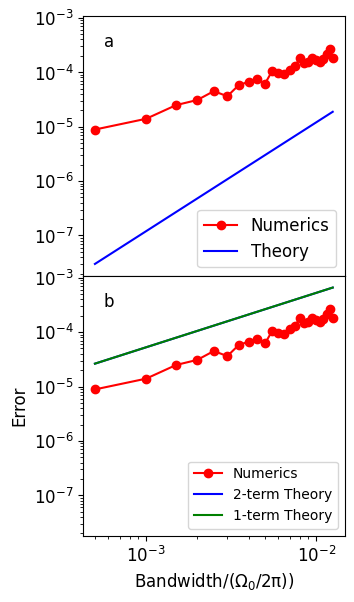 10⁻³
a
10⁻⁴
10⁻⁵
10⁻⁶
10⁻⁷
Numerics
Theory
10⁻³
b
10⁻⁴
10⁻⁵
10⁻⁶
10⁻⁷
Error
Numerics
2-term Theory
1-term Theory
10⁻³
10⁻²
Bandwidth/(Ω₀/2π))